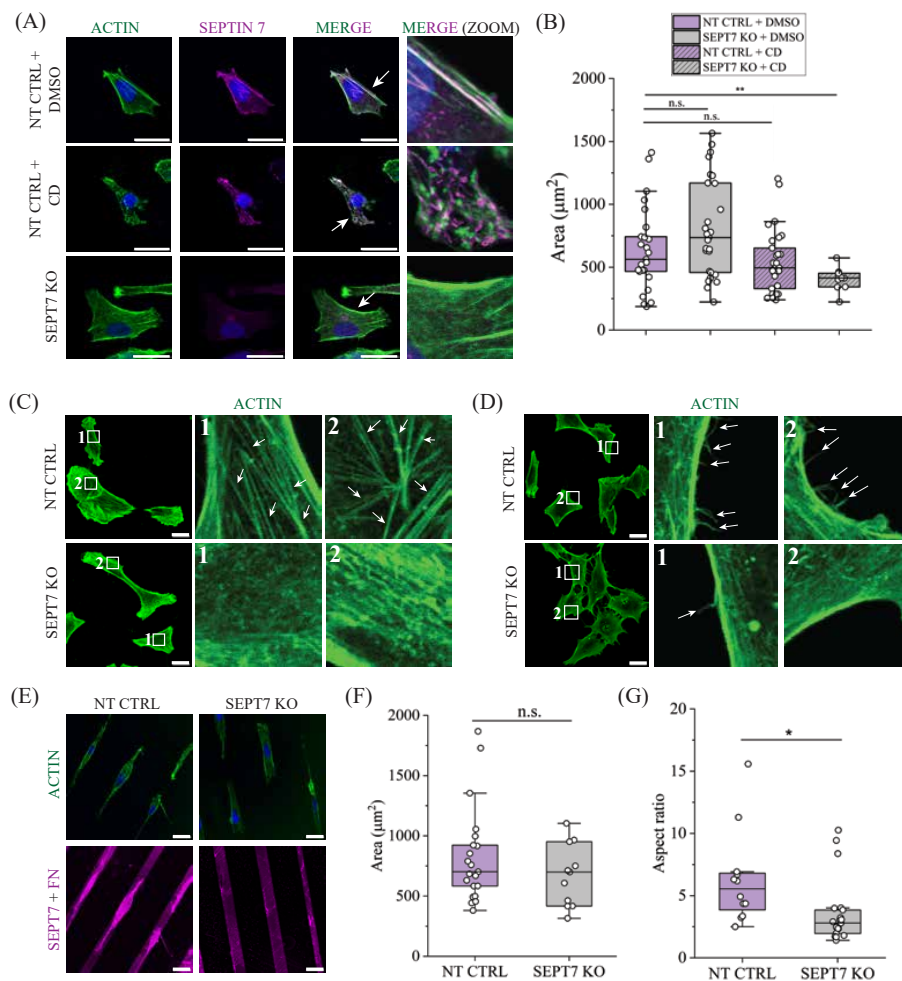 (A)
ACTIN SEPTIN 7 MERGE MERGE (ZOOM)
NT CTRL +
DMSO
NT CTRL +
CD
SEPT7 KO
(B)
NT CTRL + DMSO
SEPT7 KO + DMSO
NT CTRL + CD
SEPT7 KO + CD
2000
1500
1000
500
0
Area (μm²)
**
n.s.
n.s.
(C)
ACTIN
NT CTRL
1
2
1
2
SEPT7 KO
2
1
1
2
(D)
ACTIN
NT CTRL
1
2
1
2
SEPT7 KO
1
2
1
2
(E)
NT CTRL SEPT7 KO
ACTIN
SEPT7 + FN
(F)
2000
1500
1000
500
0
Area (μm²)
n.s.
NT CTRL SEPT7 KO
(G)
20
15
10
5
0
Aspect ratio
*
NT CTRL SEPT7 KO